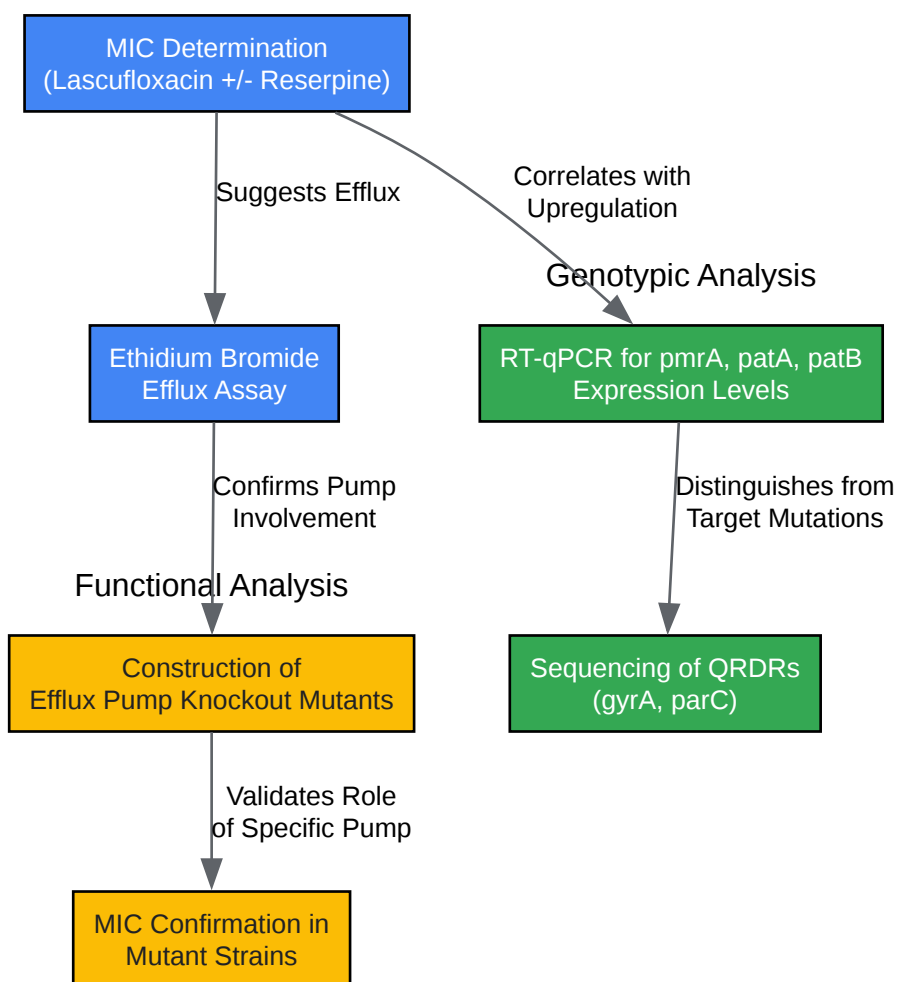 MIC Determination
(Lascufloxacin +/- Reserpine)
Suggests Efflux
Correlates with
Upregulation
Genotypic Analysis
Ethidium Bromide
Efflux Assay
RT-qPCR for pmrA, patA, patB
Expression Levels
Confirms Pump
Involvement
Distinguishes from
Target Mutations
Functional Analysis
Construction of
Efflux Pump Knockout Mutants
Sequencing of QRDRs
(gyrA, parC)
Validates Role
of Specific Pump
MIC Confirmation in
Mutant Strains